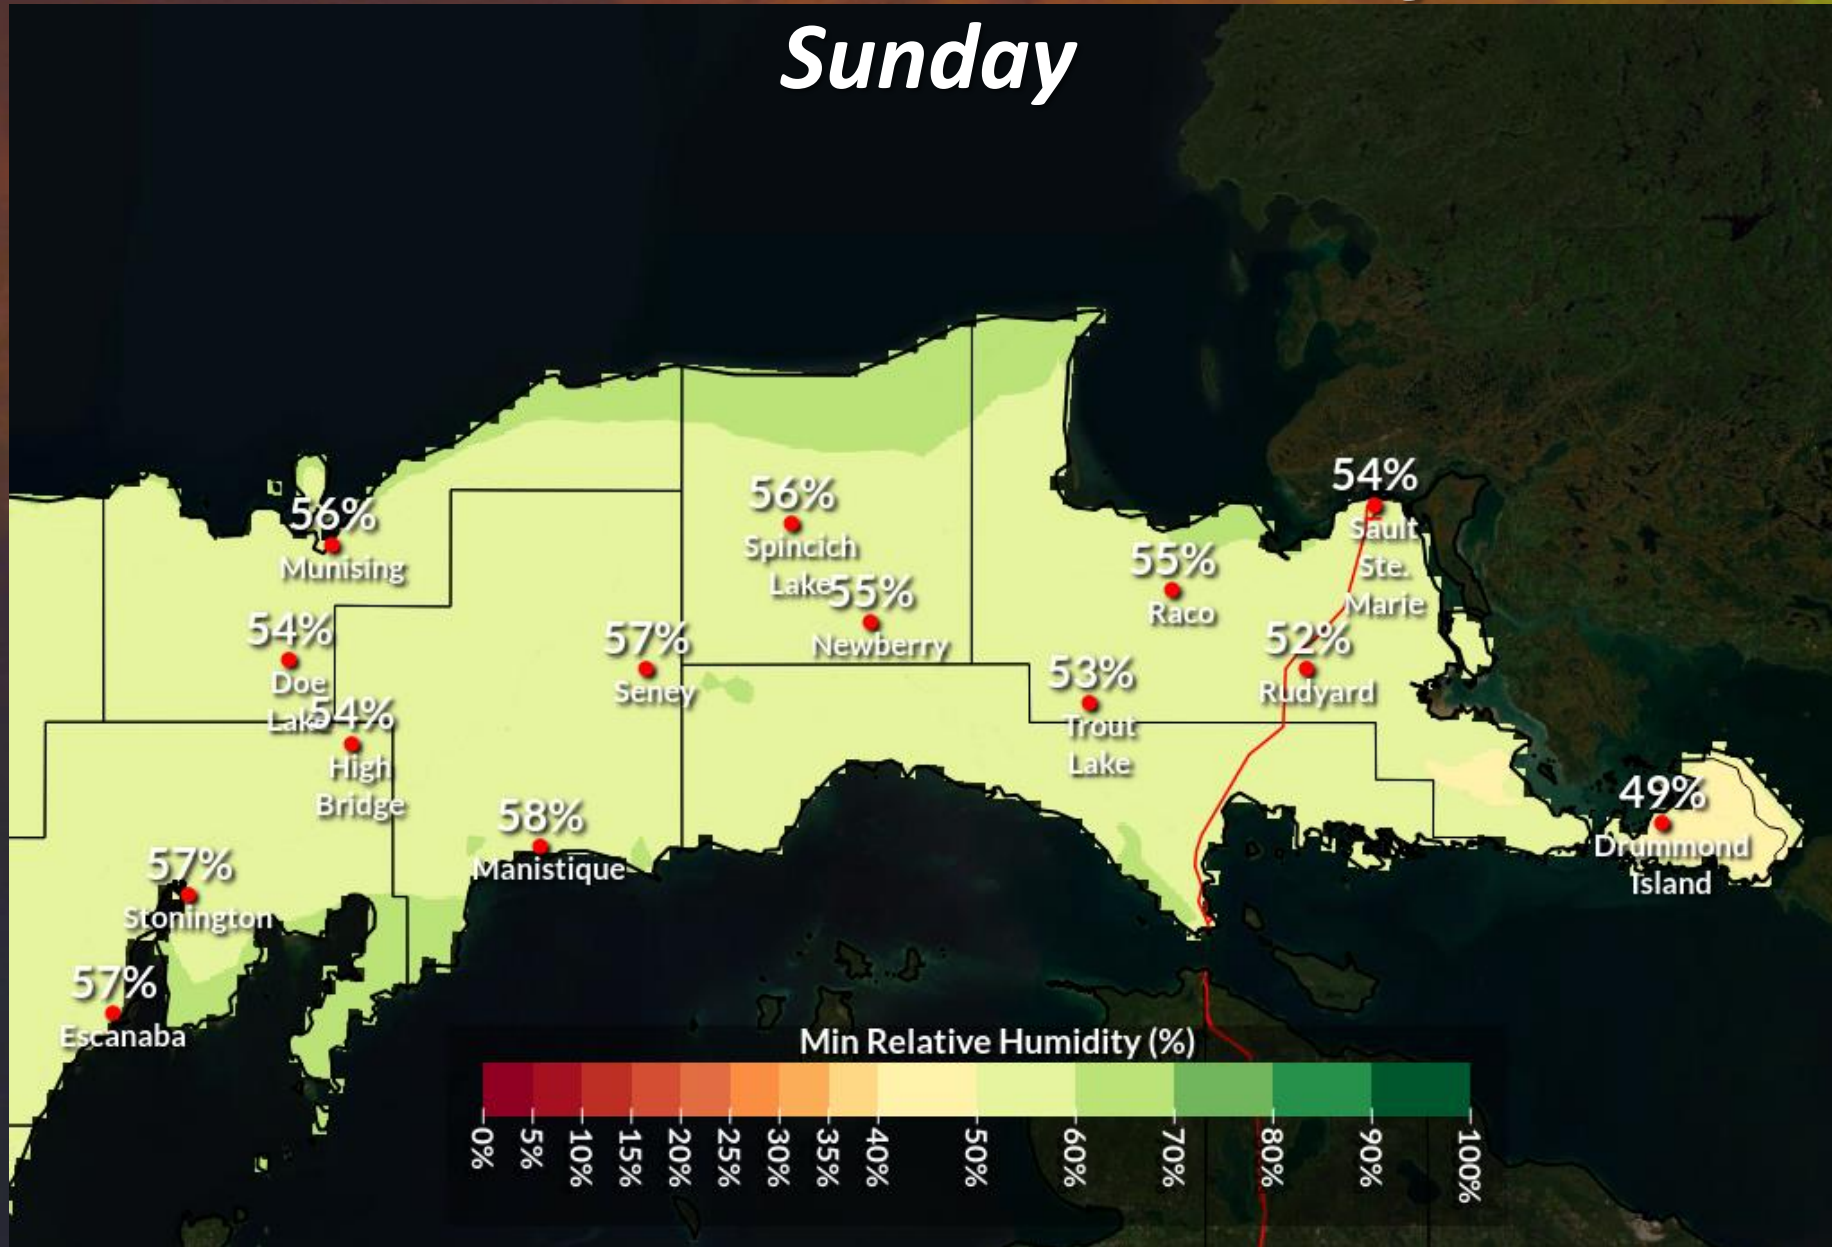 Sunday
54%
Sault
Ste.
Marie
56%
Spincich
Lake
56%
Munising
55%
Raco
55%
Newberry
54%
Doe
Lake
57%
Seney
52%
Rudyard
53%
Trout
Lake
54%
High
Bridge
49%
Drummond
Island
58%
Manistique
57%
Stonington
57%
Escanaba
Min Relative Humidity (%)
0%
5%
10%
15%
20%
25%
30%
35%
40%
50%
60%
70%
80%
90%
100%